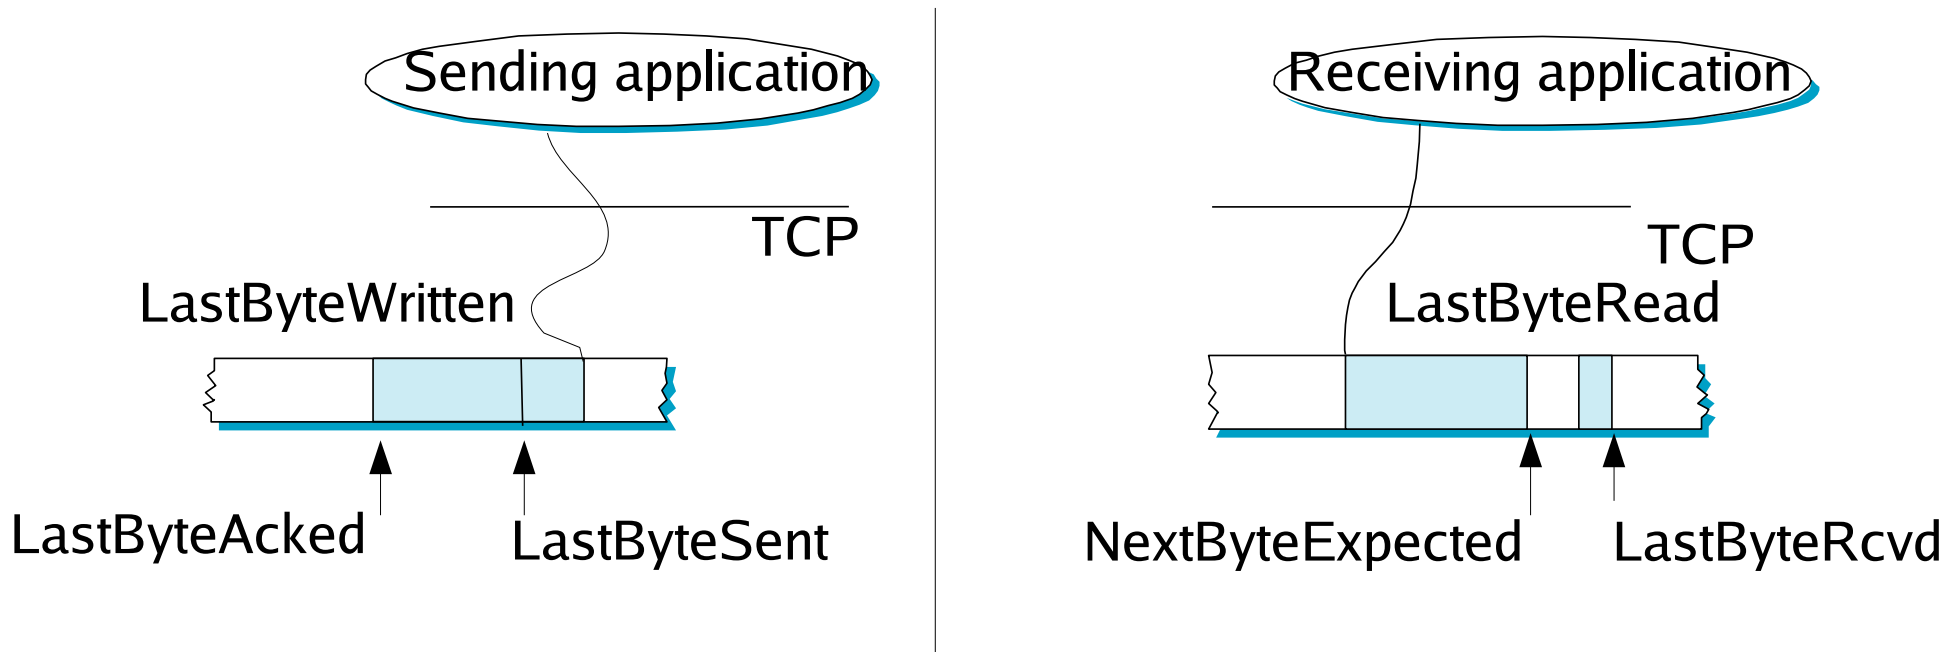 Sending application
TCP
LastByteWritten
LastByteAcked
LastByteSent
Receiving application
TCP
LastByteRead
NextByteExpected
LastByteRcvd